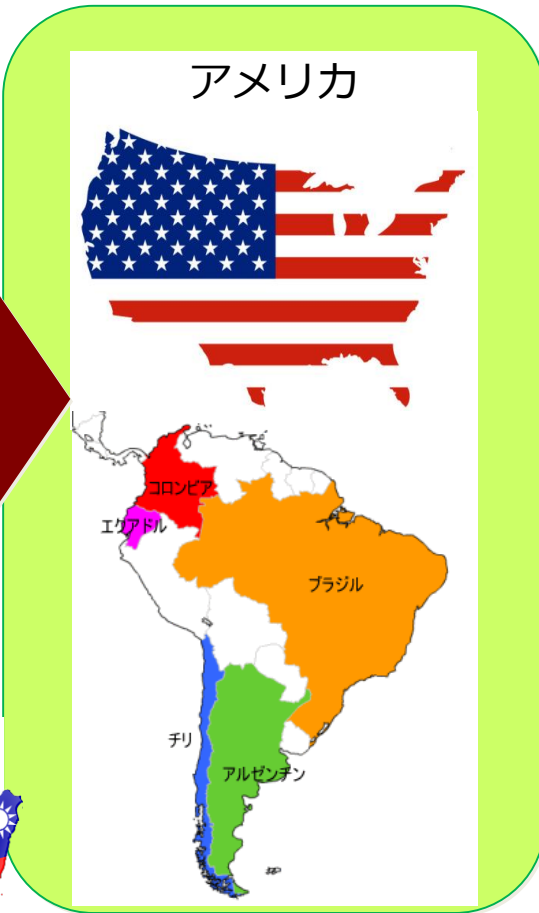 アメリカ
コロンビア
エクアドル
ブラジル
チリ
アルゼンチン